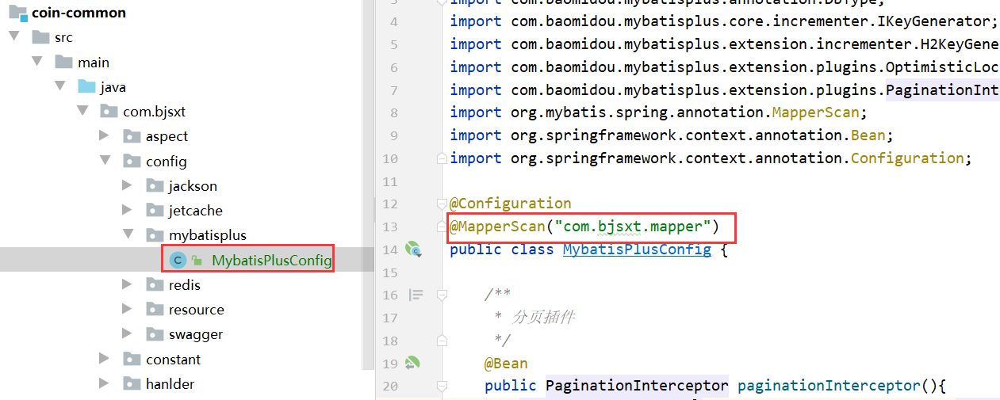 coin-common
src
main
java
com.bjsxt
aspect
config
jackson
jetcache
mybatisplus
MybatisPlusConfig
redis
resource
swagger
constant
hanlder
3 import com.baomidou.mybatisplus.annotation.DbType;
4 import com.baomidou.mybatisplus.core.incrementer.IKeyGenerator;
5 import com.baomidou.mybatisplus.extension.incrementer.H2KeyGene
6 import com.baomidou.mybatisplus.extension.plugins.OptimisticLoc
7 import com.baomidou.mybatisplus.extension.plugins.PaginationInt
8 import org.mybatis.spring.annotation.MapperScan;
9 import org.springframework.context.annotation.Bean;
10 import org.springframework.context.annotation.Configuration;
11
12 @Configuration
13 @MapperScan("com.bjsxt.mapper")
14 public class MybatisPlusConfig {
15
16 /**
17 * 分页插件
18 */
19 @Bean
20 public PaginationInterceptor paginationInterceptor(){